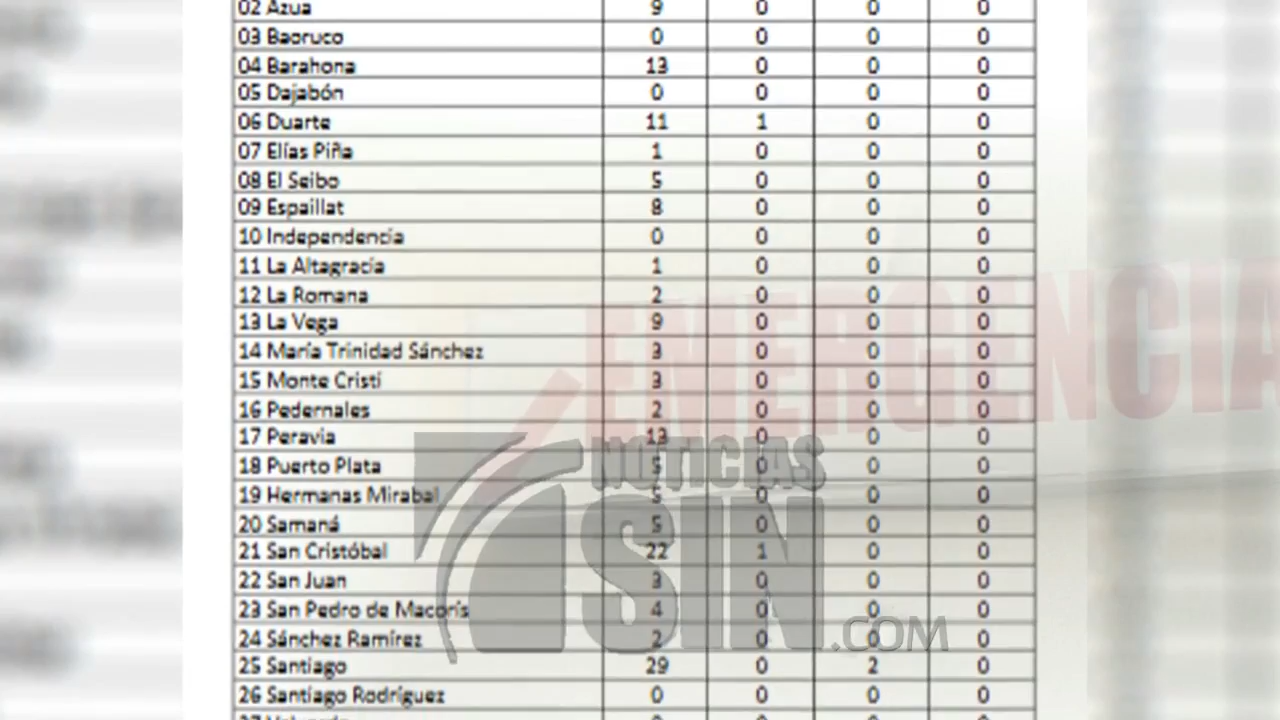 02 Azua 9 0 0 0
03 Baoruco 0 0 0 0
04 Barahona 13 0 0 0
05 Dajabón 0 0 0 0
06 Duarte 11 1 0 0
07 Elías Piña 1 0 0 0
08 El Seibo 5 0 0 0
09 Espaillat 8 0 0 0
10 Independencia 0 0 0 0
11 La Altagracia 1 0 0 0
12 La Romana 2 0 0 0
13 La Vega 9 0 0 0
14 María Trinidad Sánchez 3 0 0 0
15 Monte Cristi 3 0 0 0
16 Pedernales 2 0 0 0
17 Peravia 13 0 0 0
18 Puerto Plata 5 0 0 0
19 Hermanas Mirabal 5 0 0 0
20 Samaná 5 0 0 0
21 San Cristóbal 22 1 0 0
22 San Juan 3 0 0 0
23 San Pedro de Macorís 4 0 0 0
24 Sánchez Ramírez 2 0 0 0
25 Santiago 29 0 2 0
26 Santiago Rodríguez 0 0 0 0
EMERGENCIA
NOTICIAS
SIN
.COM